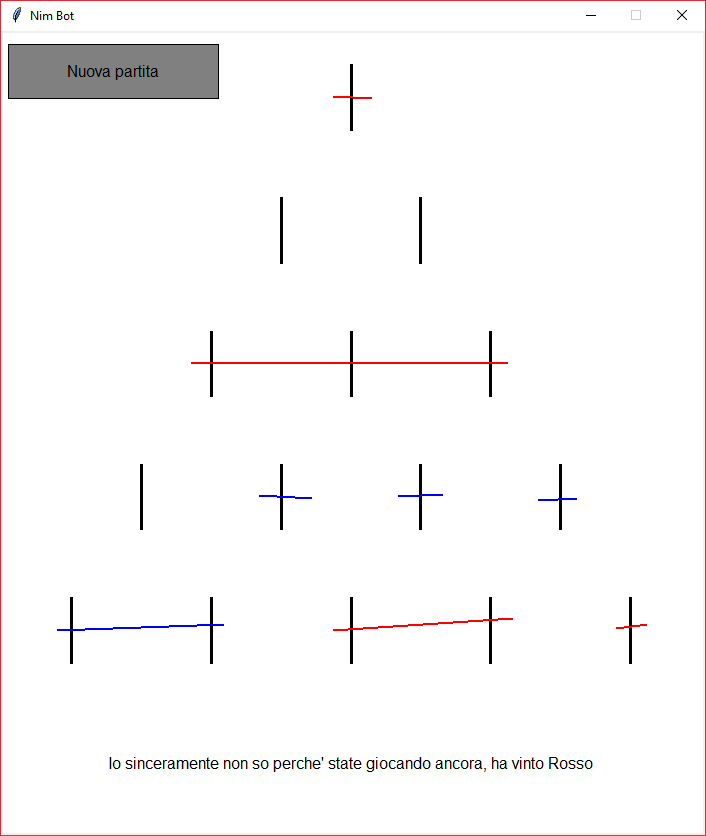 Nim Bot
Nuova partita
Io sinceramente non so perche' state giocando ancora, ha vinto Rosso